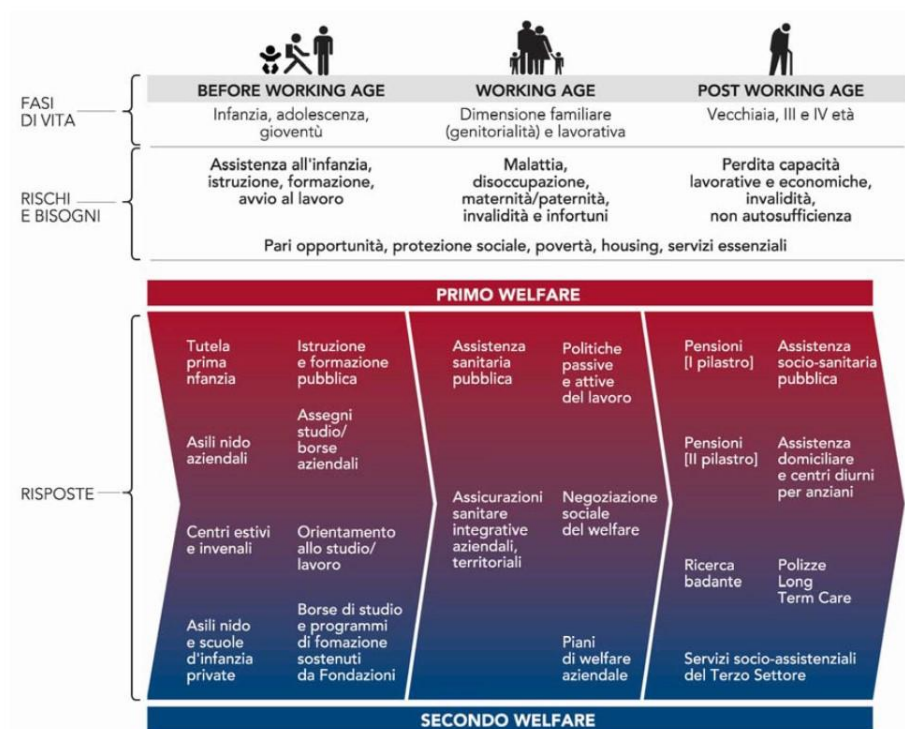 FASI
DI VITA
BEFORE WORKING AGE
Infanzia, adolescenza,
gioventù
WORKING AGE
Dimensione familiare
(genitorialità) e lavorativa
POST WORKING AGE
Vecchiaia, III e IV età
RISCHI
E BISOGNI
Assistenza all'infanzia,
istruzione, formazione,
avvio al lavoro
Malattia,
disoccupazione,
maternità/paternità,
invalidità e infortuni
Perdita capacità
lavorative e economiche,
invalidità,
non autosufficienza
Pari opportunità, protezione sociale, povertà, housing, servizi essenziali
PRIMO WELFARE
RISPOSTE
Tutela
prima
nfanzia
Istruzione
e formazione
pubblica
Asili nido
aziendali
Assegni
studio/
borse
aziendali
Centri estivi
e invenali
Orientamento
allo studio/
lavoro
Asili nido
e scuole
d'infanzia
private
Borse di studio
e programmi
di fomazione
sostenuti
da Fondazioni
Assistenza
sanitaria
pubblica
Politiche
passive
e attive
del lavoro
Assicurazioni
sanitare
integrative
aziendali,
territoriali
Negoziazione
sociale
del welfare
Piani
di welfare
aziendale
Pensioni
[I pilastro]
Assistenza
socio-sanitaria
pubblica
Pensioni
[II pilastro]
Assistenza
domiciliare
e centri diurni
per anziani
Ricerca
badante
Polizze
Long
Term Care
Servizi socio-assistenziali
del Terzo Settore
SECONDO WELFARE